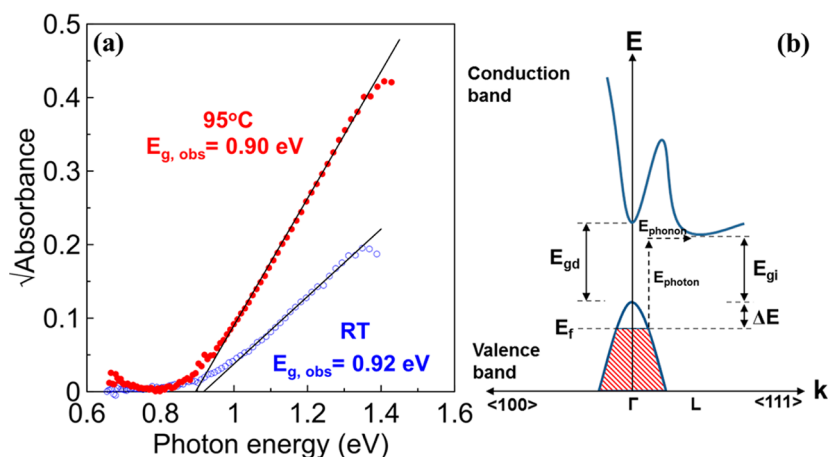 (a)
0.5
0.4
0.3
0.2
0.1
0
√Absorbance
95°C
Eg, obs= 0.90 eV
RT
Eg, obs= 0.92 eV
0.6 0.8 1 1.2 1.4 1.6
Photon energy (eV)
(b)
E
Conduction
band
Ephonon
Egd
Ephoton
Egi
Ef
ΔE
Valence
band
k
<100> Γ L <111>